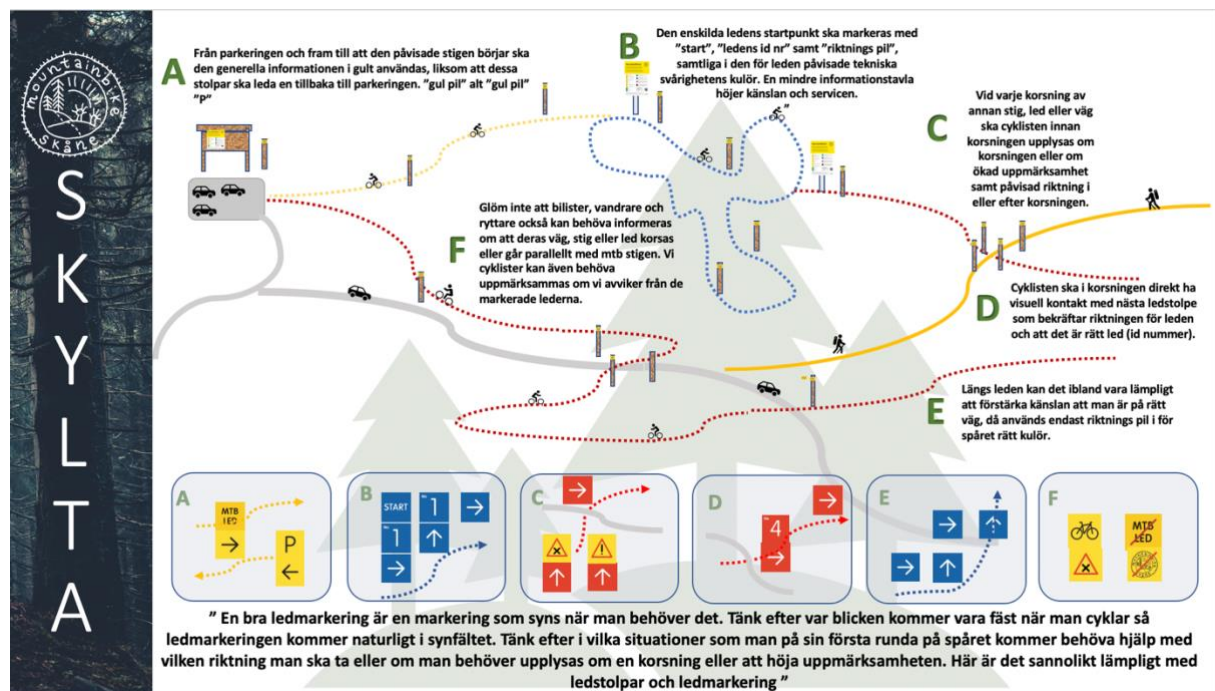 mountainbike
skåne
S
K
Y
L
T
A
A
Från parkeringen och fram till att den påvisade stigen börjar ska
den generella informationen i gult användas, liksom att dessa
stolpar ska leda en tillbaka till parkeringen. "gul pil" alt "gul pil"
"P"
B
Den enskilda ledens startpunkt ska markeras med
"start", "ledens id nr" samt "riktnings pil",
samtliga i den för leden påvisade tekniska
svårighetens kulör. En mindre informationstavla
höjer känslan och servicen.
"
C
Vid varje korsning av
annan stig, led eller väg
ska cyklisten innan
korsningen upplysas om
korsningen eller om
ökad uppmärksamhet
samt påvisad riktning i
eller efter korsningen.
F
Glöm inte att bilister, vandrare och
ryttare också kan behöva informeras
om att deras väg, stig eller led korsas
eller går parallellt med mtb stigen. Vi
cyklister kan även behöva
uppmärksammas om vi avviker från de
markerade lederna.
D
Cyklisten ska i korsningen direkt ha
visuell kontakt med nästa ledstolpe
som bekräftar riktningen för leden
och att det är rätt led (id nummer).
E
Längs leden kan det ibland vara lämpligt
att förstärka känslan att man är på rätt
väg, då används endast riktnings pil i för
spåret rätt kulör.
A
MTB
LED
P
B
START
1
1
C
D
4
E
F
MTB
LED
" En bra ledmarkering är en markering som syns när man behöver det. Tänk efter var blicken kommer vara fäst när man cyklar så
ledmarkeringen kommer naturligt i synfältet. Tänk efter i vilka situationer som man på sin första runda på spåret kommer behöva hjälp med
vilken riktning man ska ta eller om man behöver upplysas om en korsning eller att höja uppmärksamheten. Här är det sannolikt lämpligt med
ledstolpar och ledmarkering "